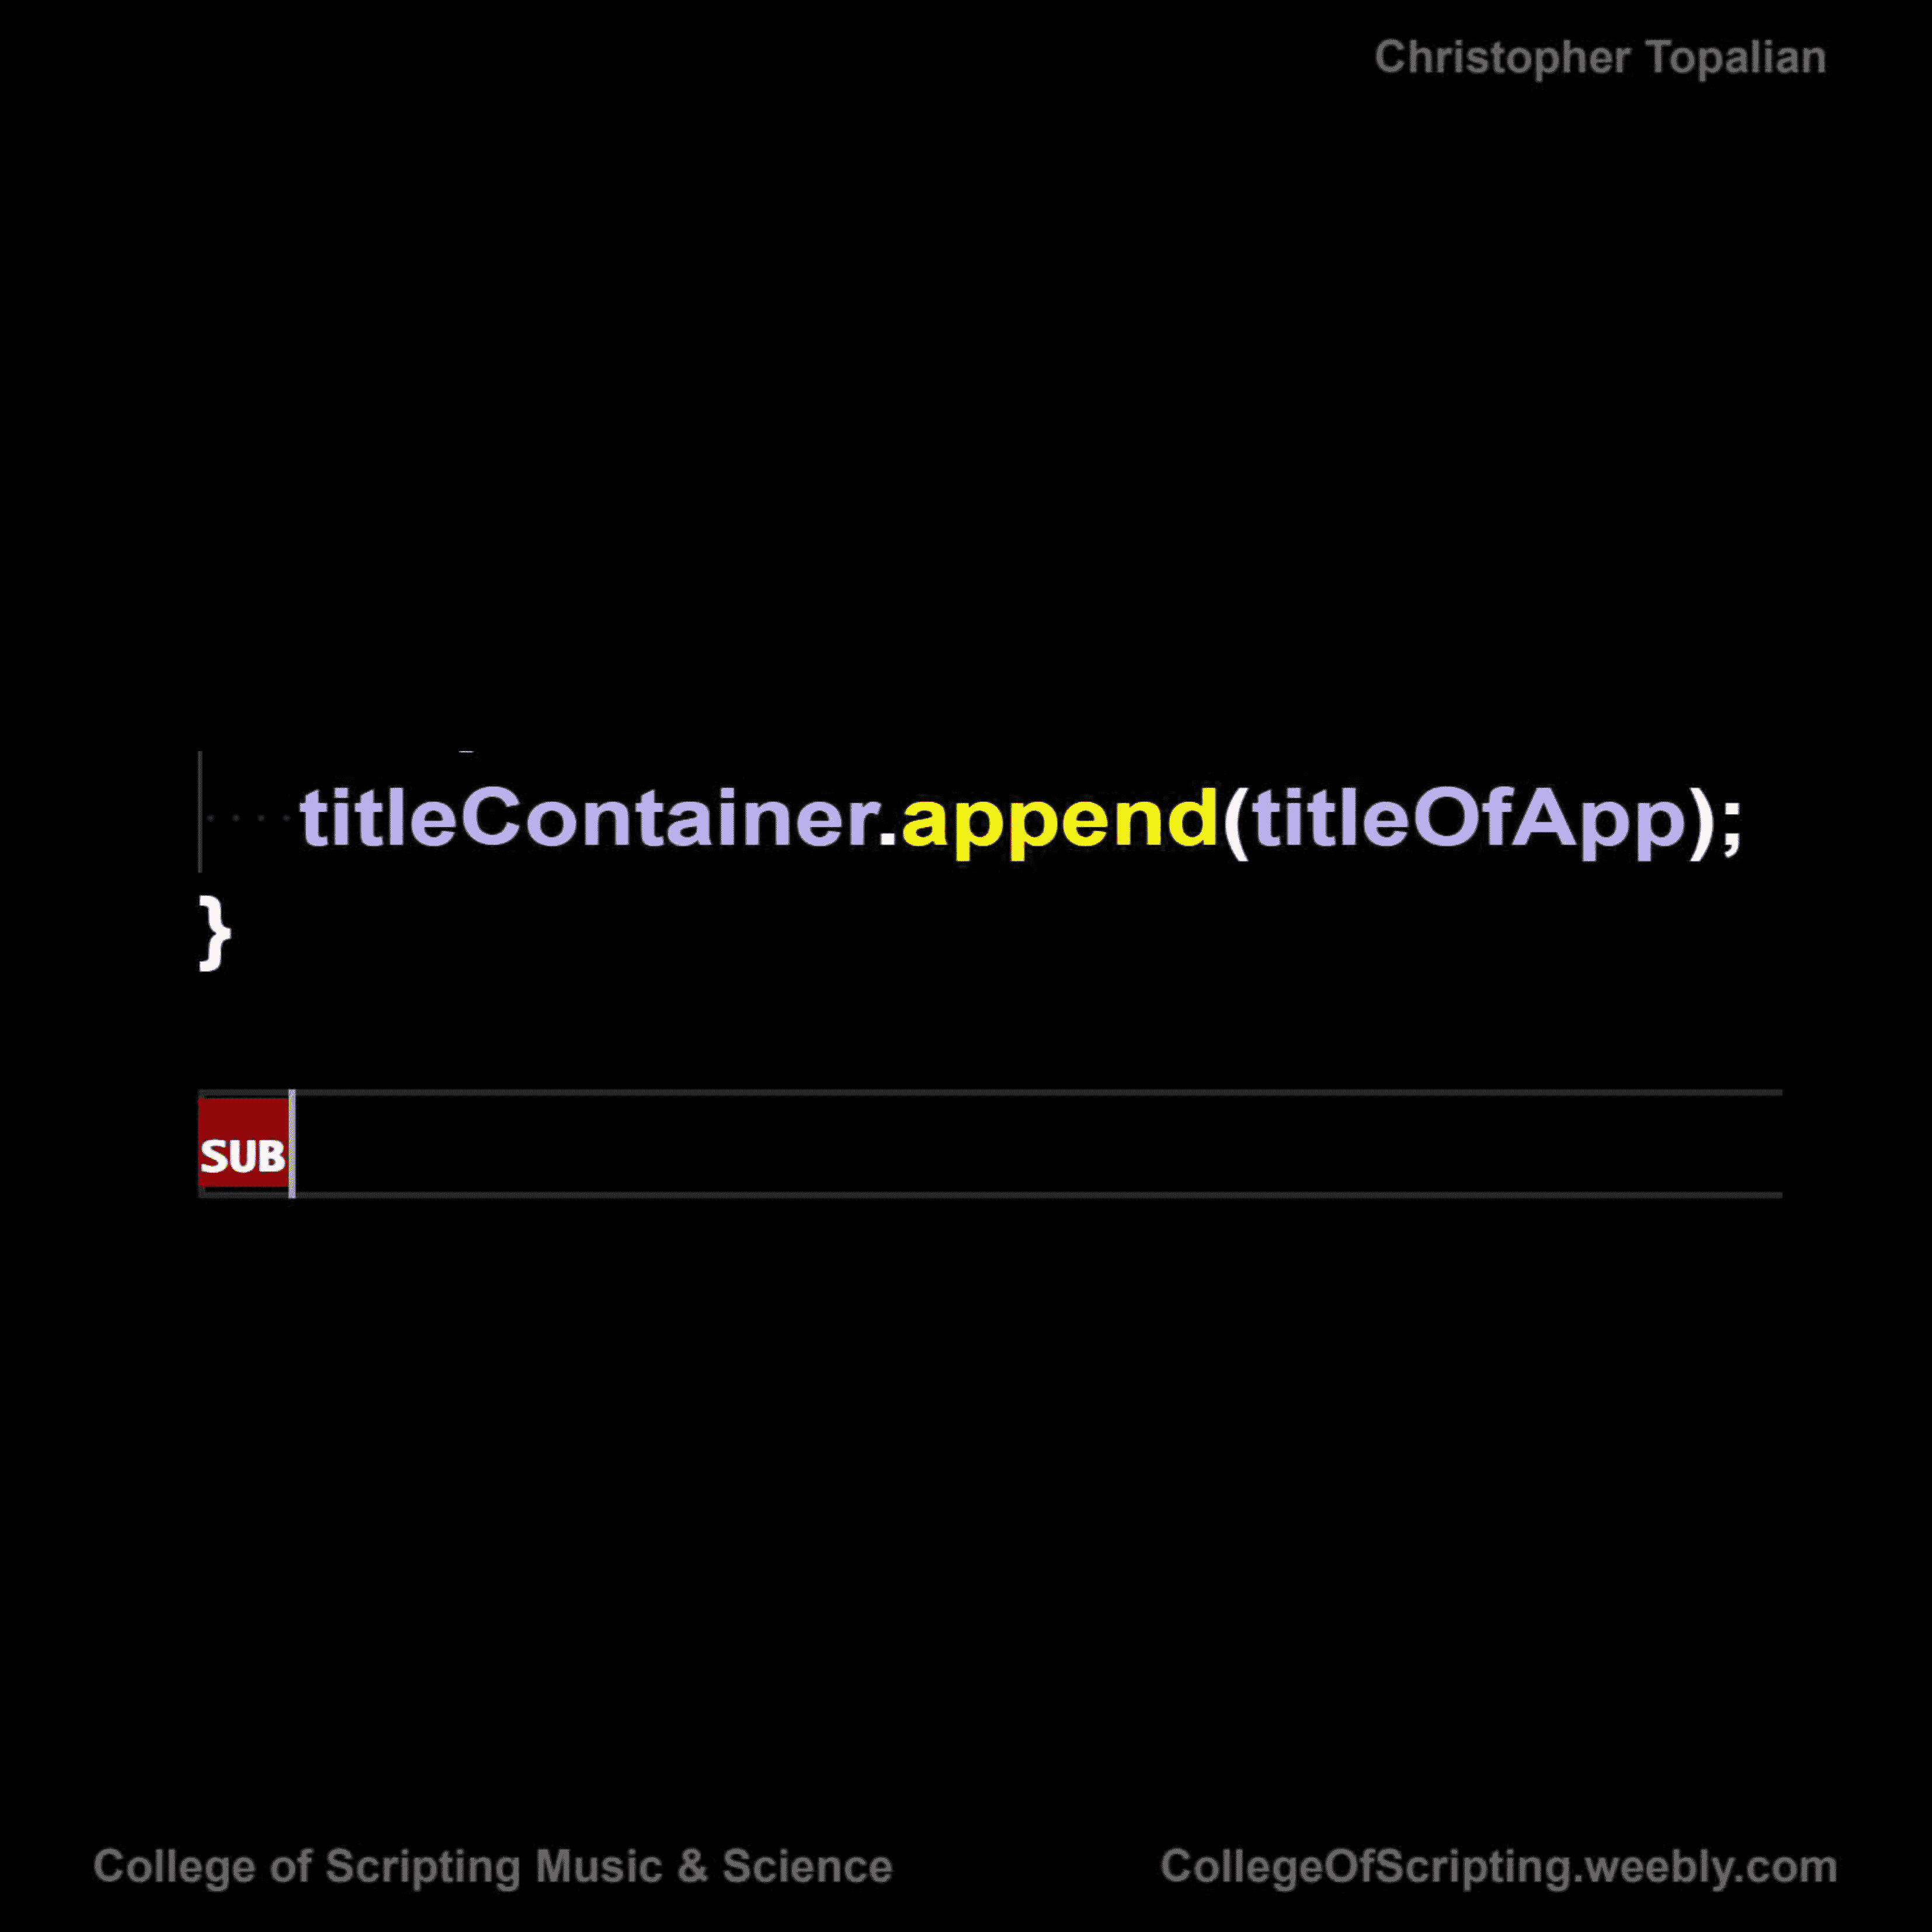 Christopher Topalian
titleContainer.append(titleOfApp);
}
SUB
College of Scripting Music & Science
CollegeOfScripting.weebly.com